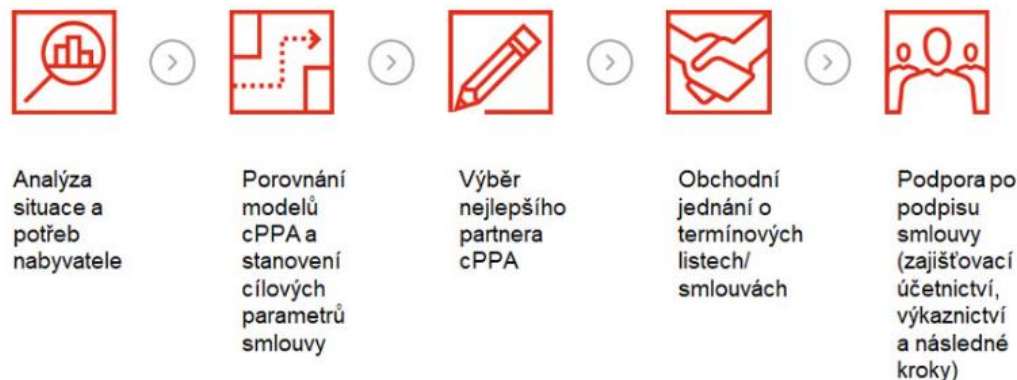 Analýza
situace a
potřeb
nabyvatele
Porovnání
modelů
cPPA a
stanovení
cílových
parametrů
smlouvy
Výběr
nejlepšího
partnera
cPPA
Obchodní
jednání o
termínových
listech/
smlouvách
Podpora po
podpisu
smlouvy
(zajišťovací
účetnictví,
výkaznictví
a následné
kroky)